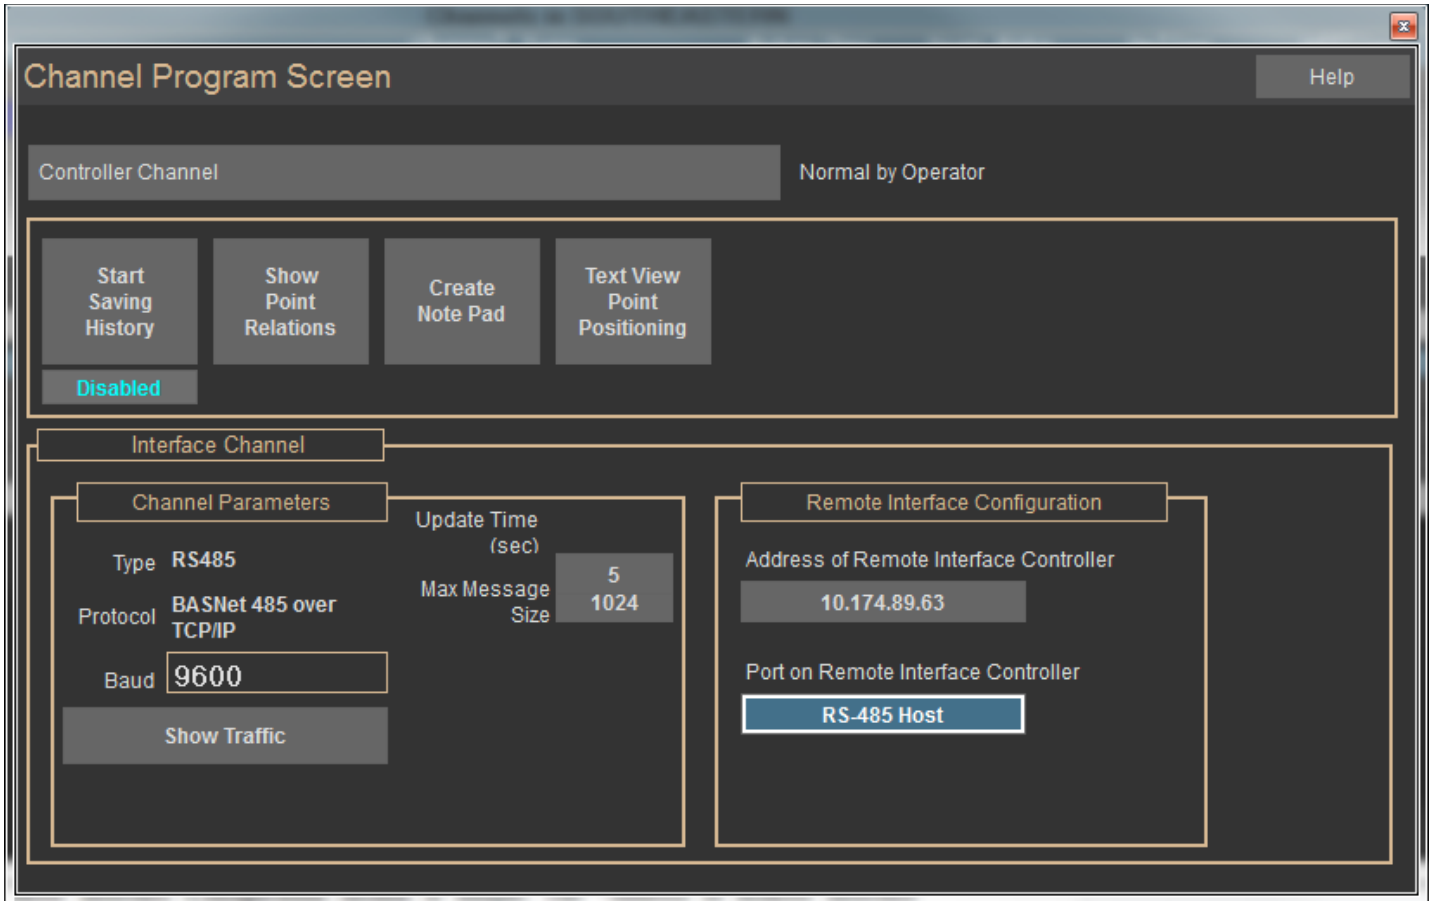 Channel Program Screen
Help
Controller Channel
Normal by Operator
Start
Saving
History
Show
Point
Relations
Create
Note Pad
Text View
Point
Positioning
Disabled
Interface Channel
Channel Parameters
Update Time
(sec)
5
Type RS485
Max Message
Size
1024
Protocol BASNet 485 over
TCP/IP
Baud 9600
Show Traffic
Remote Interface Configuration
Address of Remote Interface Controller
10.174.89.63
Port on Remote Interface Controller
RS-485 Host